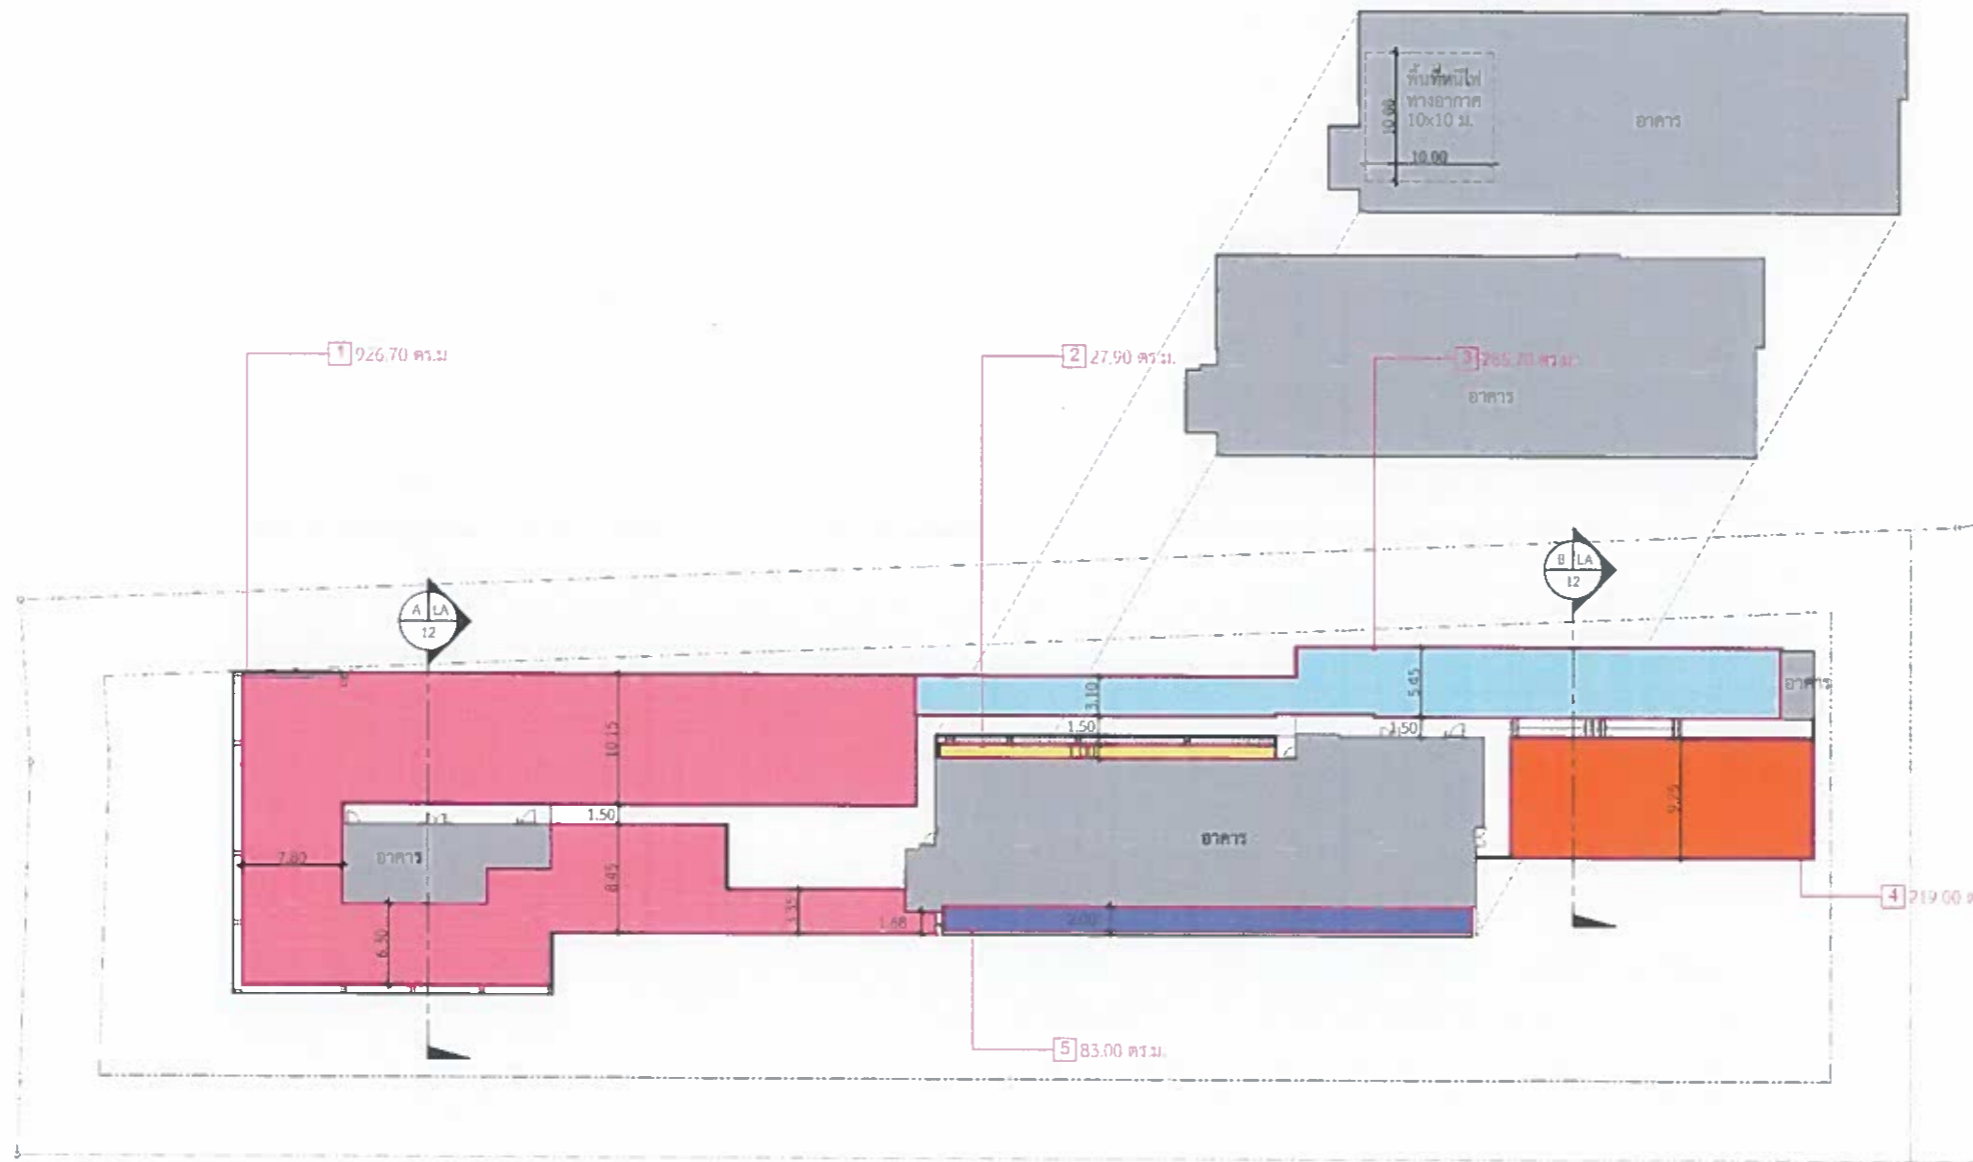 พื้นที่หนีไฟ
ทางอากาศ
10x10 ม.
10.00
10.00
อาคาร
1 926.70 ตร.ม
2 27.90 ตร.ม.
3 285.70 ตร.ม.
อาคาร
A LA
12
B LA
12
10.15
3.10
5.45
อาคาร
1.50
1.50
9.25
1.50
7.80
อาคาร
8.45
อาคาร
3.35
1.68
2.00
6.30
4 219.00
5 83.00 ตร.ม.